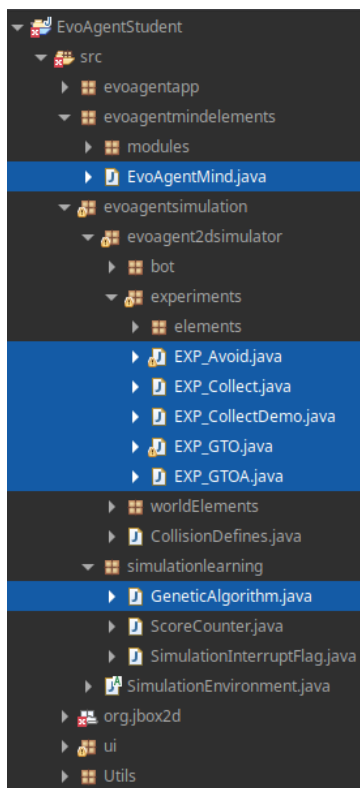 EvoAgentStudent
src
evoagentapp
evoagentmindelements
modules
EvoAgentMind.java
evoagentsimulation
evoagent2dsimulator
bot
experiments
elements
EXP_Avoid.java
EXP_Collect.java
EXP_CollectDemo.java
EXP_GTO.java
EXP_GTOA.java
worldElements
CollisionDefines.java
simulationlearning
GeneticAlgorithm.java
ScoreCounter.java
SimulationInterruptFlag.java
SimulationEnvironment.java
org.jbox2d
ui
Utils